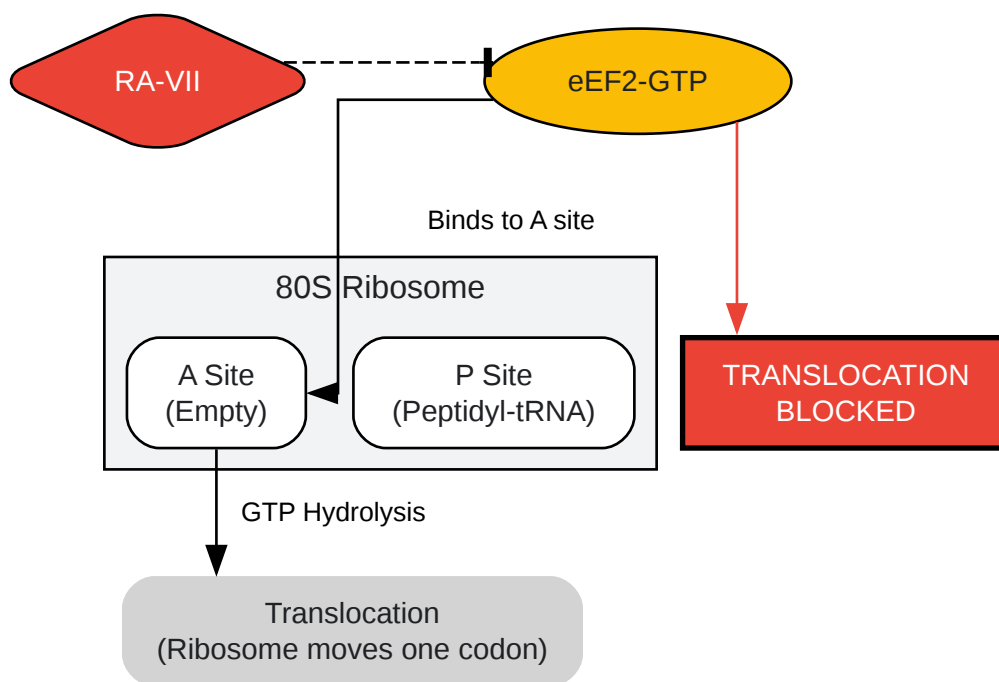 RA-VII
eEF2-GTP
Binds to A site
80S Ribosome
A Site
(Empty)
P Site
(Peptidyl-tRNA)
TRANSLOCATION
BLOCKED
GTP Hydrolysis
Translocation
(Ribosome moves one codon)